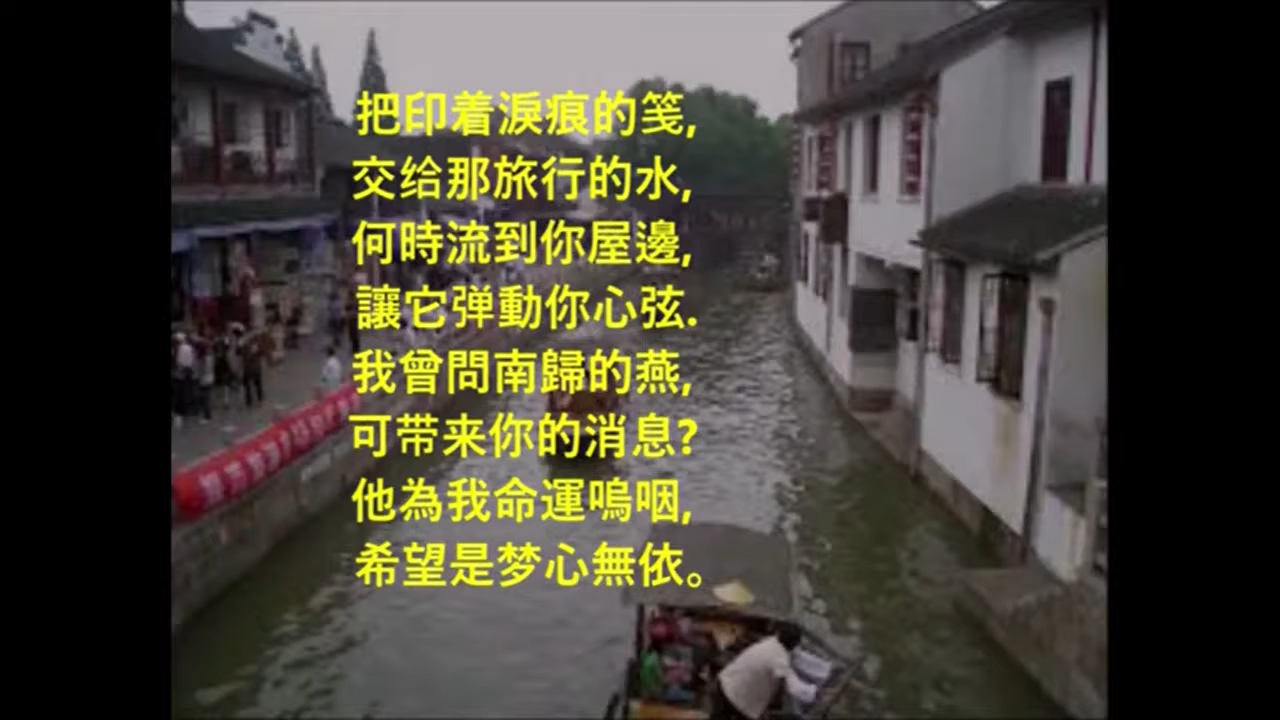 把印着淚痕的笺,
交给那旅行的水,
何時流到你屋邊,
讓它弹動你心弦.
我曾問南歸的燕,
可带来你的消息?
他為我命運嗚咽,
希望是梦心無依。